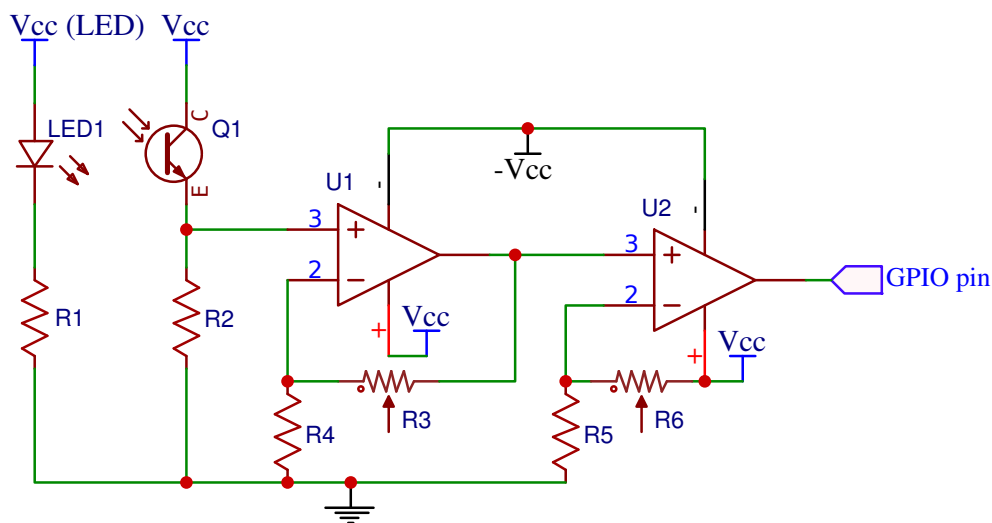 Vcc (LED)
Vcc
LED1
C
Q1
E
R1
R2
U1
-
3
+
2
-
+
Vcc
R3
R4
-Vcc
U2
-
3
+
2
-
+
Vcc
R6
R5
GPIO pin